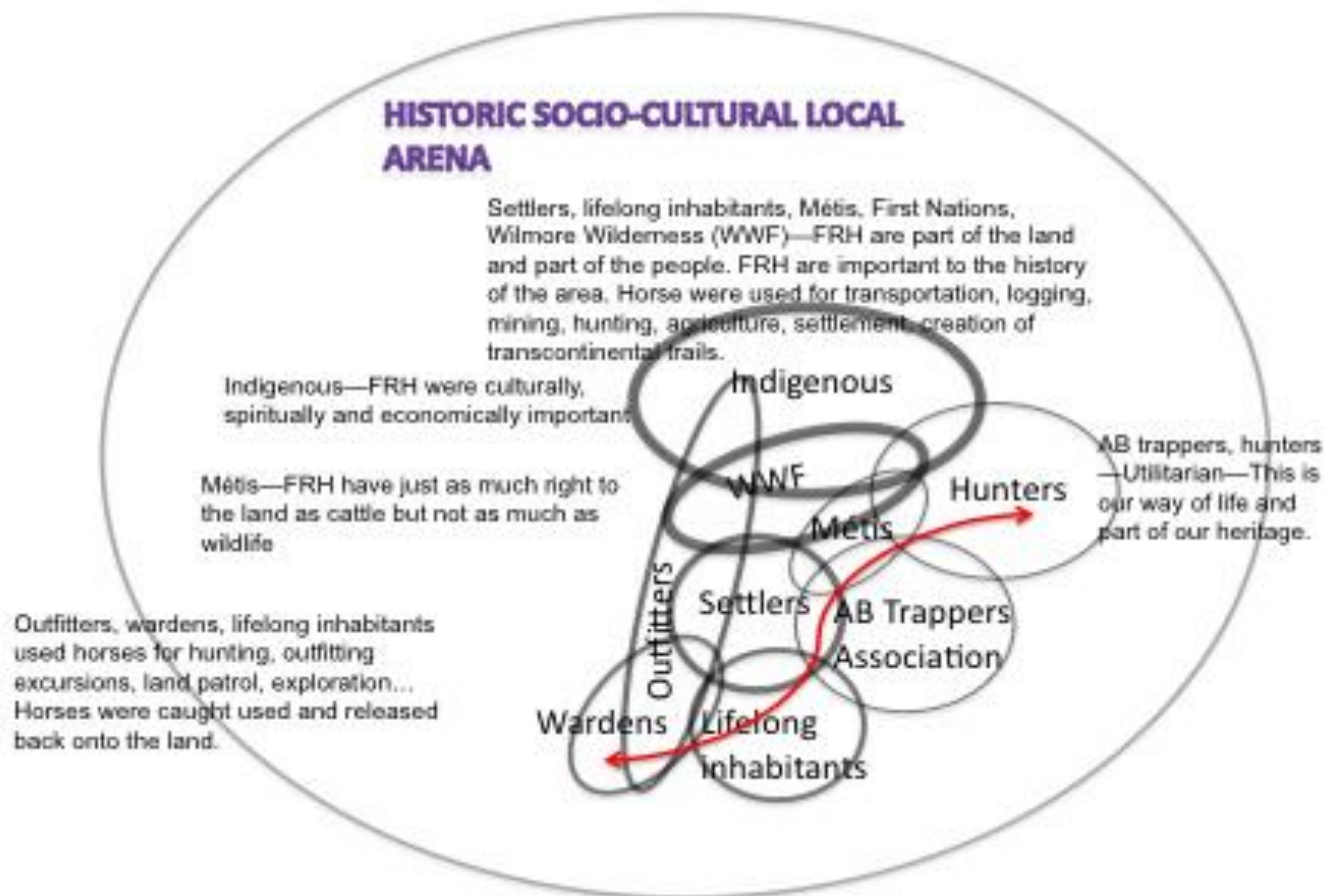 HISTORIC SOCIO-CULTURAL LOCAL
ARENA
Settlers, lifelong inhabitants, Métis, First Nations,
Wilmore Wilderness (WWF)—FRH are part of the land
and part of the people. FRH are important to the history
of the area. Horse were used for transportation, logging,
mining, hunting, agriculture, settlement, creation of
transcontinental trails.
Indigenous—FRH were culturally,
spiritually and economically important
Métis—FRH have just as much right to
the land as cattle but not as much as
wildlife
Outfitters, wardens, lifelong inhabitants
used horses for hunting, outfitting
excursions, land patrol, exploration...
Horses were caught used and released
back onto the land.
Indigenous
WWF
Hunters
Métis
Outfitters
Settlers
AB Trappers
Association
Wardens
Lifelong
inhabitants
AB trappers, hunters
—Utilitarian—This is
our way of life and
part of our heritage.